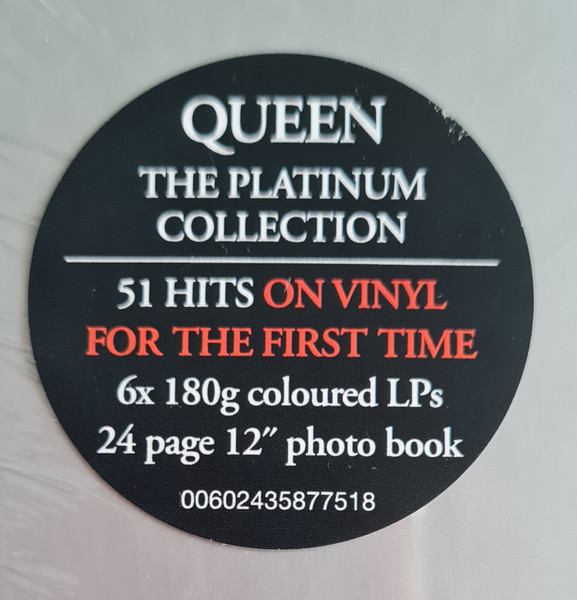 QUEEN
THE PLATINUM
COLLECTION
51 HITS ON VINYL
FOR THE FIRST TIME
6x 180g coloured LPs
24 page 12″ photo book
00602435877518